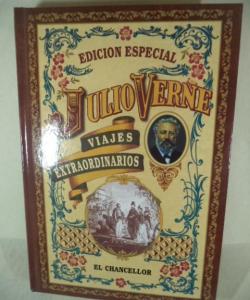 EDICION ESPECIAL
JULIO VERNE
VIAJES
EXTRAORDINARIOS
EL CHANCELLOR